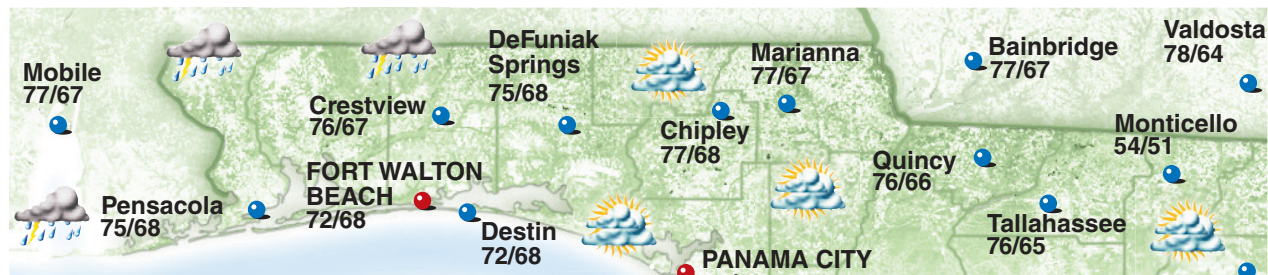 Mobile
77/67
Pensacola
75/68
Crestview
76/67
FORT WALTON
BEACH
72/68
DeFuniak
Springs
75/68
Destin
72/68
Chipley
77/68
Marianna
77/67
PANAMA CITY
Quincy
76/66
Bainbridge
77/67
Tallahassee
76/65
Monticello
54/51
Valdosta
78/64